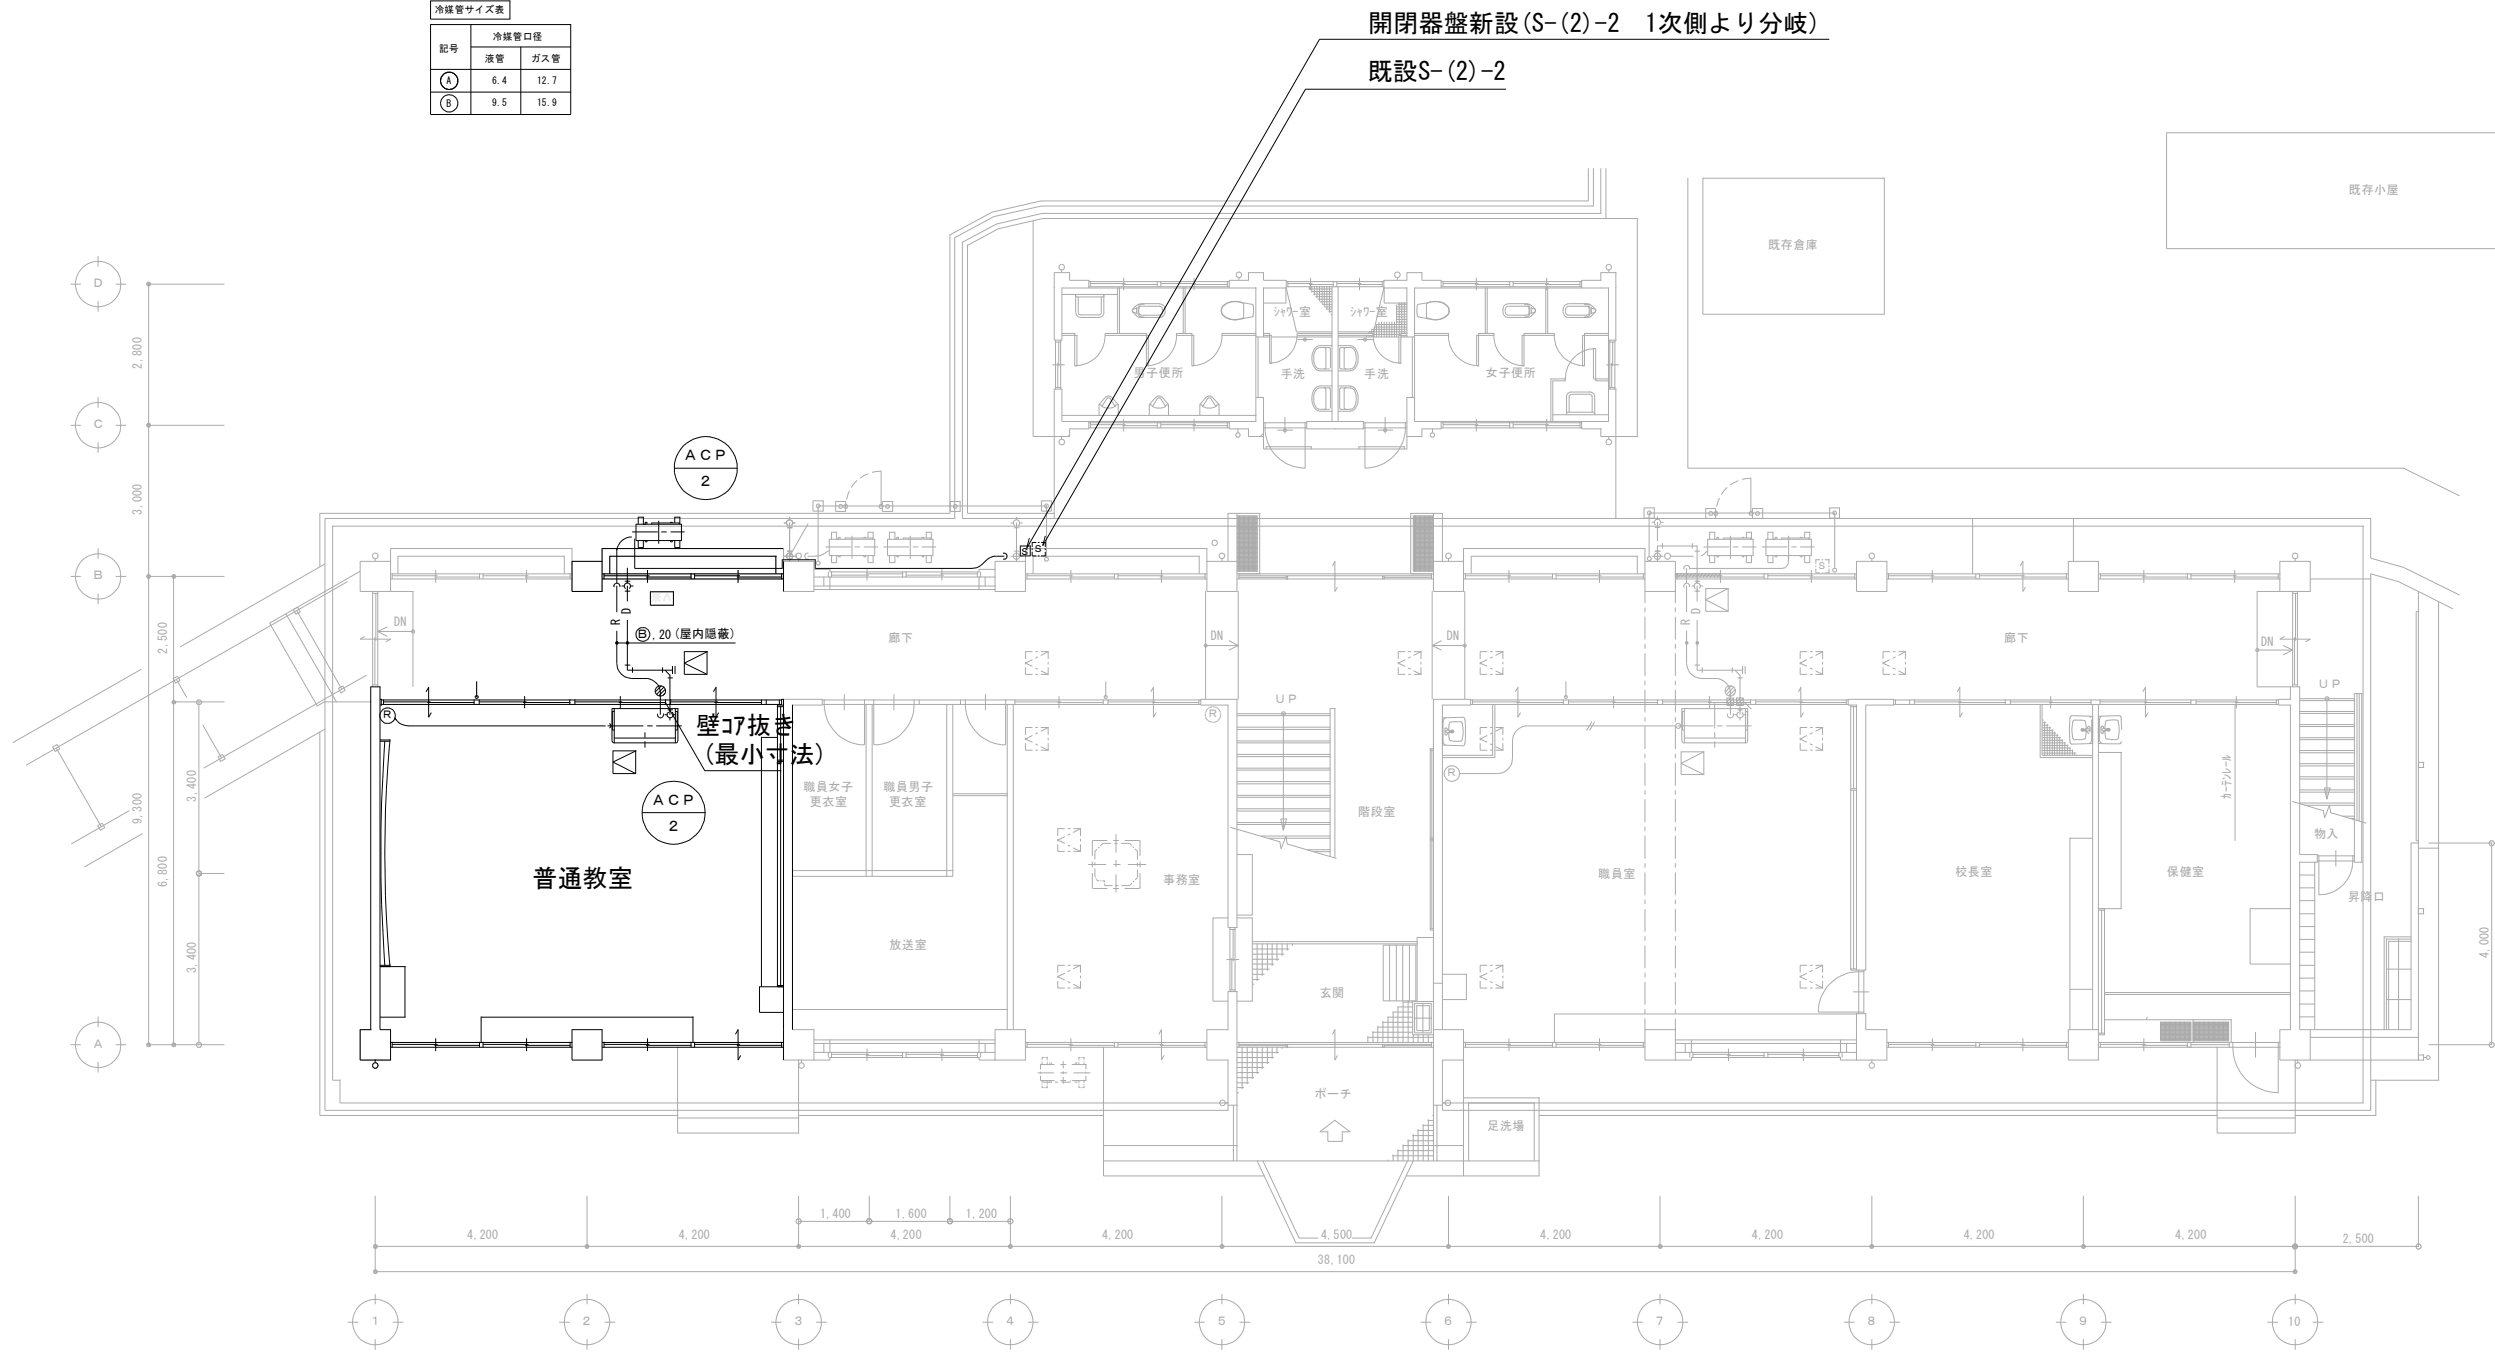 冷媒管サイズ表
記号
冷媒管口径
液管 ガス管
A 6.4 12.7
B 9.5 15.9
開閉器盤新設(S-(2)-2 1次側より分岐)
既設S-(2)-2
既存小屋
既存倉庫
D
C
B
A
2,800
3,000
2,500
9,300
6,800
3,400
3,400
シャワー室
シャワー室
男子便所
手洗
手洗
女子便所
ACP
2
S
S
S
R
D
B,20(屋内隠蔽)
R
D
DN
廊下
DN
DN
廊下
DN
UP
UP
R
壁コア抜き
(最小寸法)
R
R
職員女子
更衣室
職員男子
更衣室
ACP
2
階段室
カーテンレール
物入
普通教室
事務室
職員室
校長室
保健室
昇降口
放送室
玄関
4,000
ポーチ
足洗場
1,400
1,600
1,200
4,200
4,200
4,200
4,200
4,500
4,200
4,200
4,200
4,200
2,500
38,100
1
2
3
4
5
6
7
8
9
10